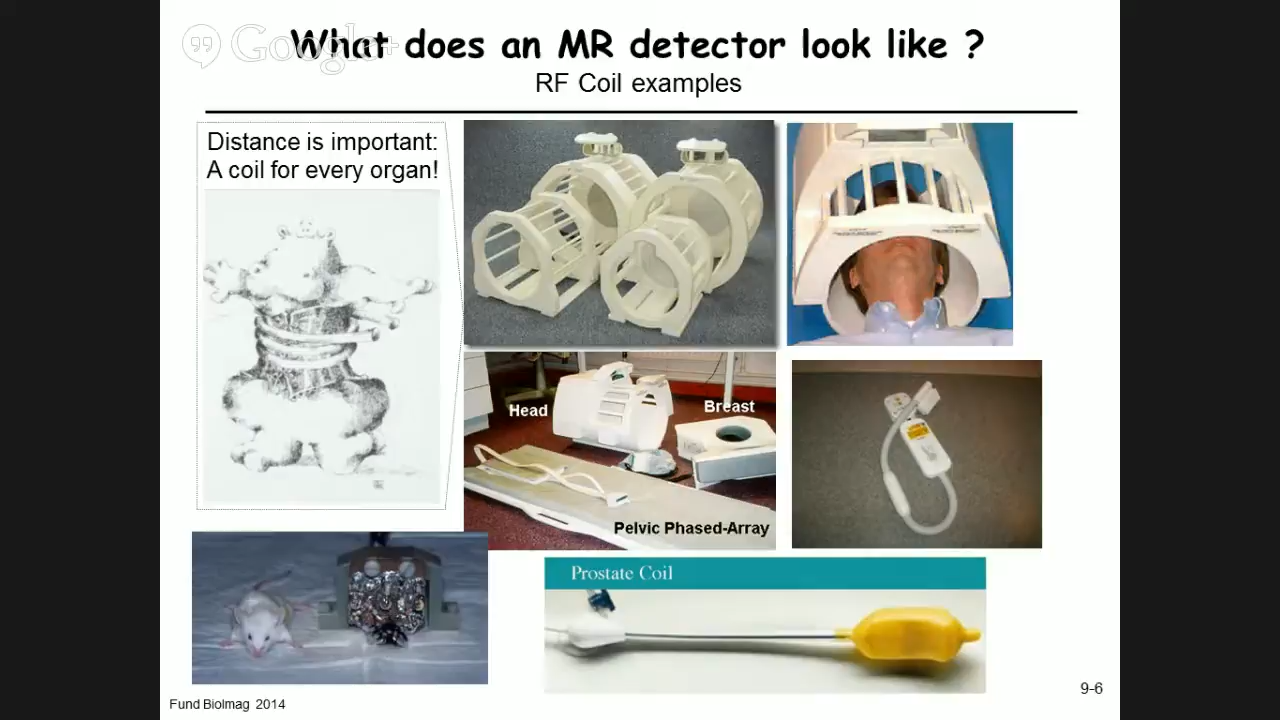 Google+
What does an MR detector look like ?
RF Coil examples
Distance is important:
A coil for every organ!
Head
Breast
Pelvic Phased-Array
Prostate Coil
9-6
Fund BioImag 2014